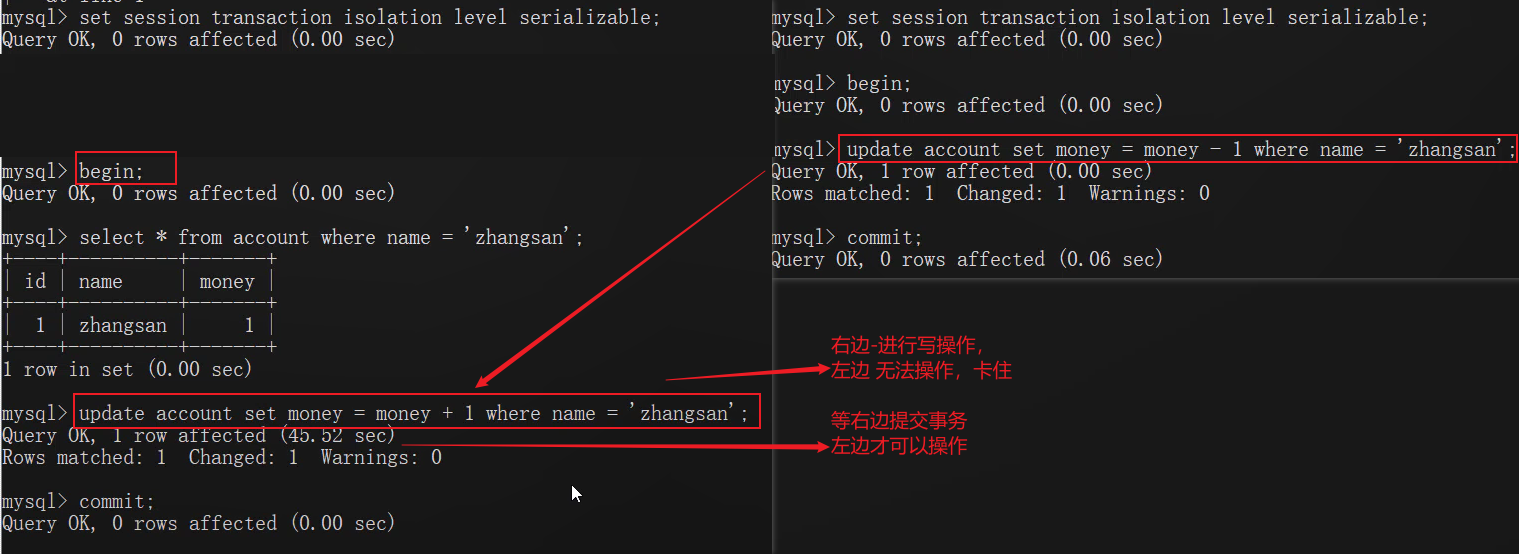 at line 1
mysql> set session transaction isolation level serializable;
Query OK, 0 rows affected (0.00 sec)
mysql> begin;
Query OK, 0 rows affected (0.00 sec)
mysql> select * from account where name = 'zhangsan';
+----+----------+-------+
| id | name     | money |
+----+----------+-------+
|  1 | zhangsan |     1 |
+----+----------+-------+
1 row in set (0.00 sec)
mysql> update account set money = money + 1 where name = 'zhangsan';
Query OK, 1 row affected (45.52 sec)
Rows matched: 1  Changed: 1  Warnings: 0
mysql> commit;
Query OK, 0 rows affected (0.00 sec)
mysql> set session transaction isolation level serializable;
Query OK, 0 rows affected (0.00 sec)
mysql> begin;
Query OK, 0 rows affected (0.00 sec)
mysql> update account set money = money - 1 where name = 'zhangsan';
Query OK, 1 row affected (0.00 sec)
Rows matched: 1  Changed: 1  Warnings: 0
mysql> commit;
Query OK, 0 rows affected (0.06 sec)
右边-进行写操作，
左边 无法操作，卡住
等右边提交事务
左边才可以操作